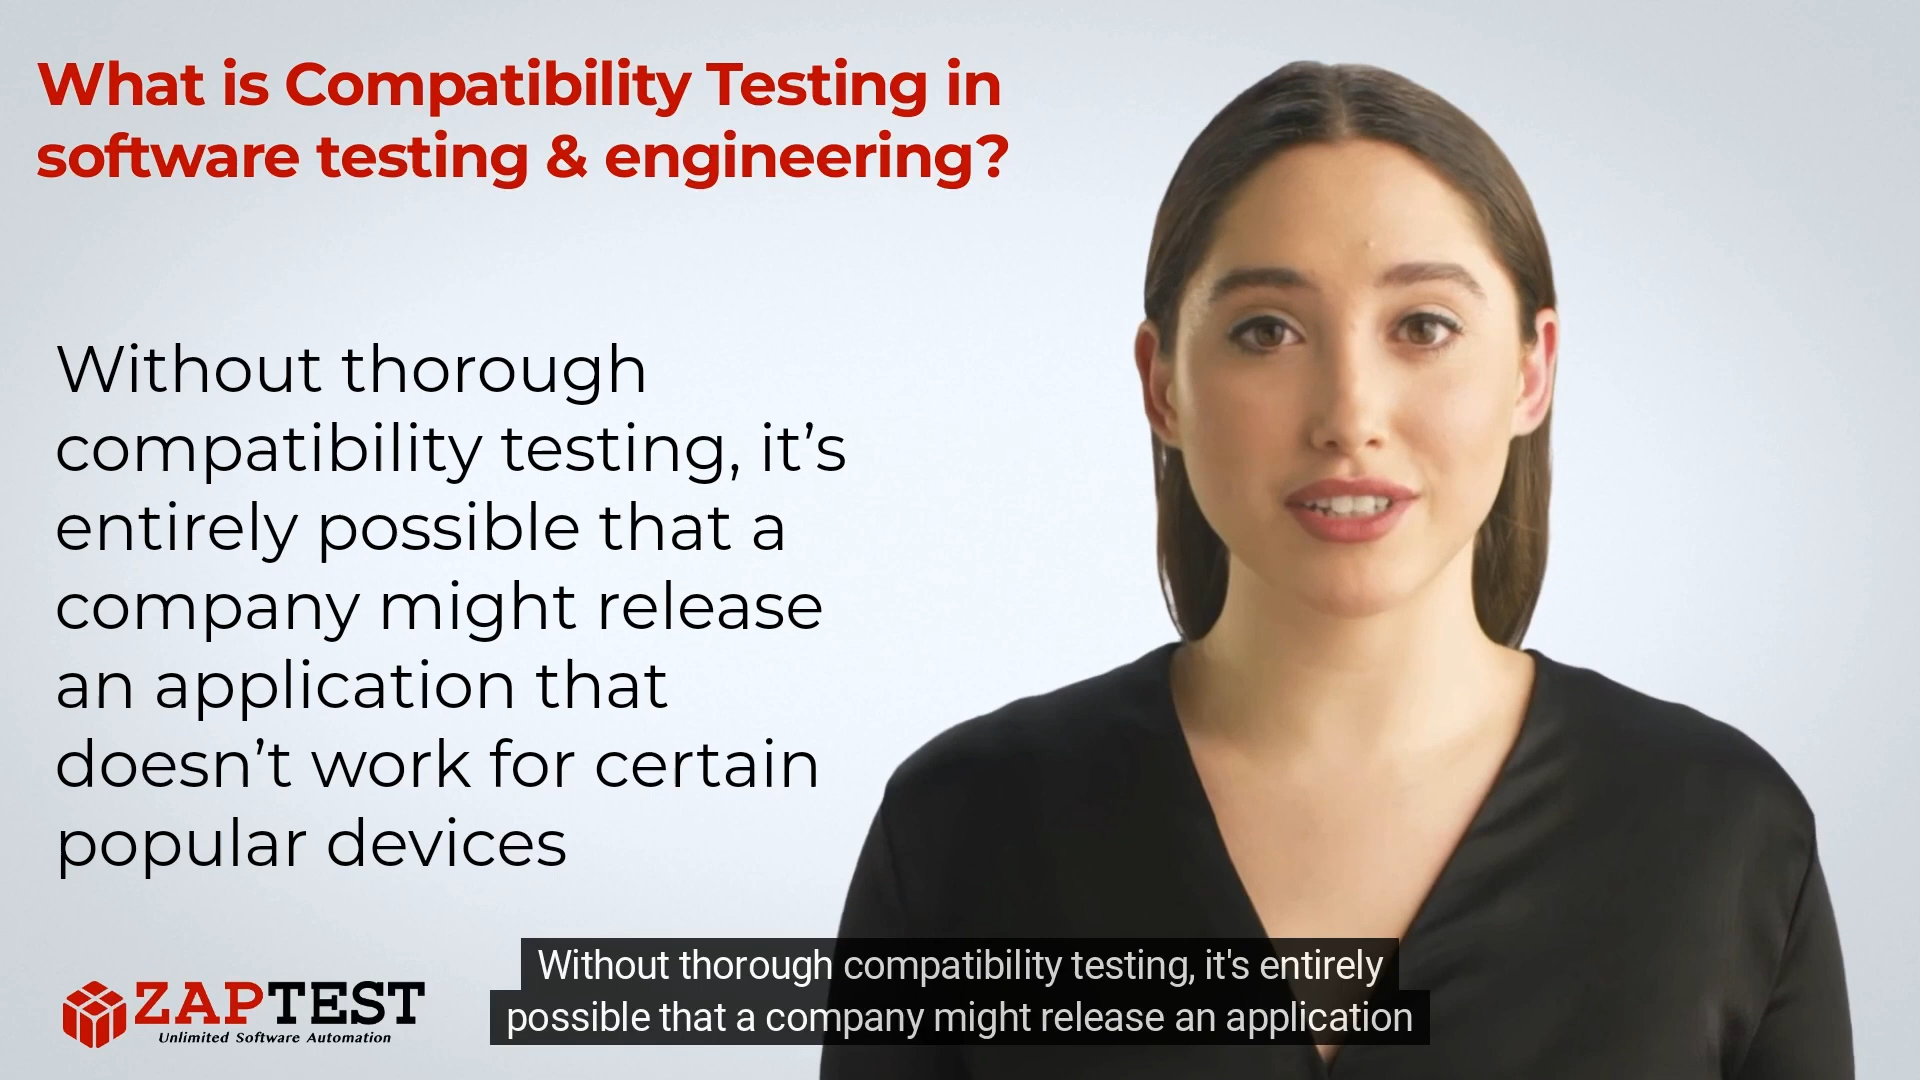 What is Compatibility Testing in
software testing & engineering?
Without thorough
compatibility testing, it’s
entirely possible that a
company might release
an application that
doesn’t work for certain
popular devices
ZAPTEST
Unlimited Software Automation
Without thorough compatibility testing, it's entirely
possible that a company might release an application